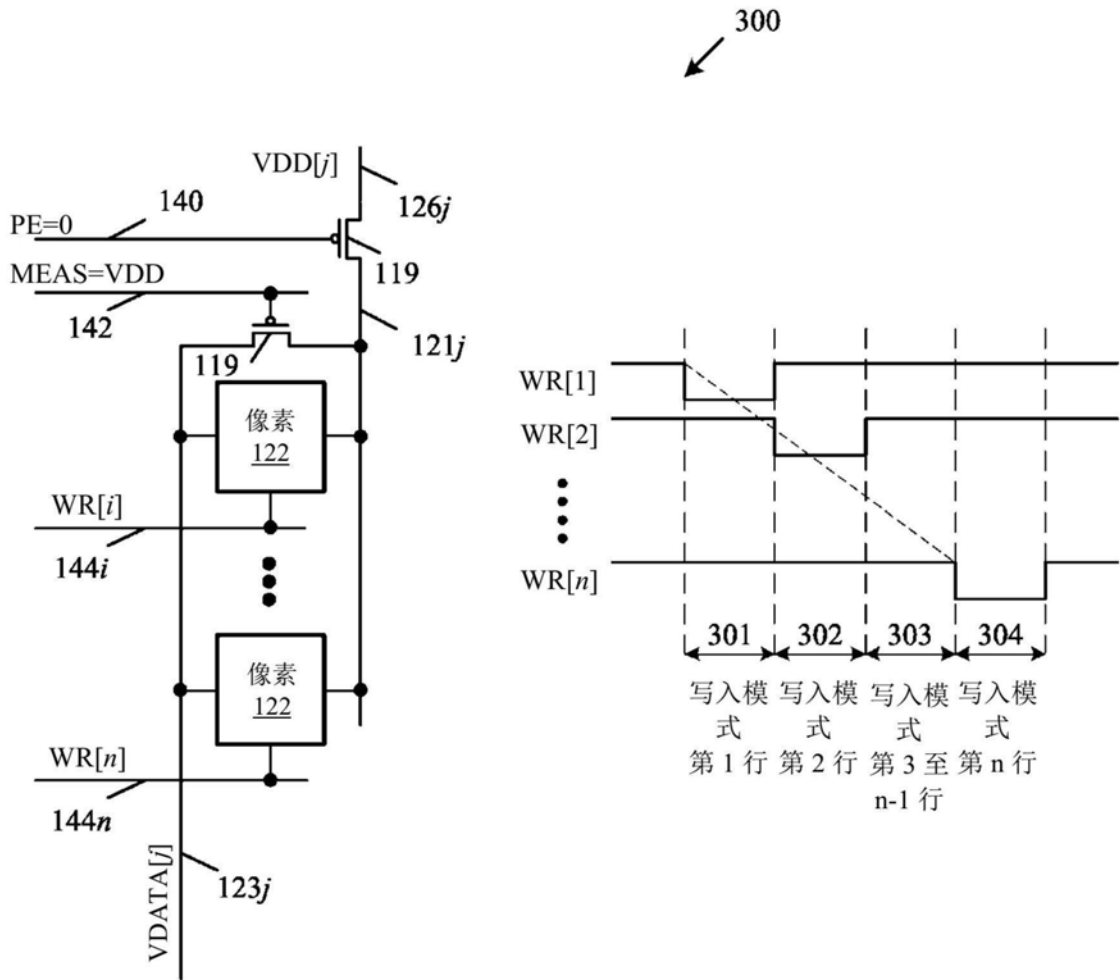 300
VDD[j]
126j
140
PE=0
119
MEAS=VDD
142
121j
119
像素
122
WR[i]
144i
像素
122
WR[n]
144n
VDATA[j]
123j
WR[1]
WR[2]
WR[n]
301 302 303 304
写入模
式
第 1 行
写入模
式
第 2 行
写入模
式
第 3 至
n-1 行
写入模
式
第 n 行